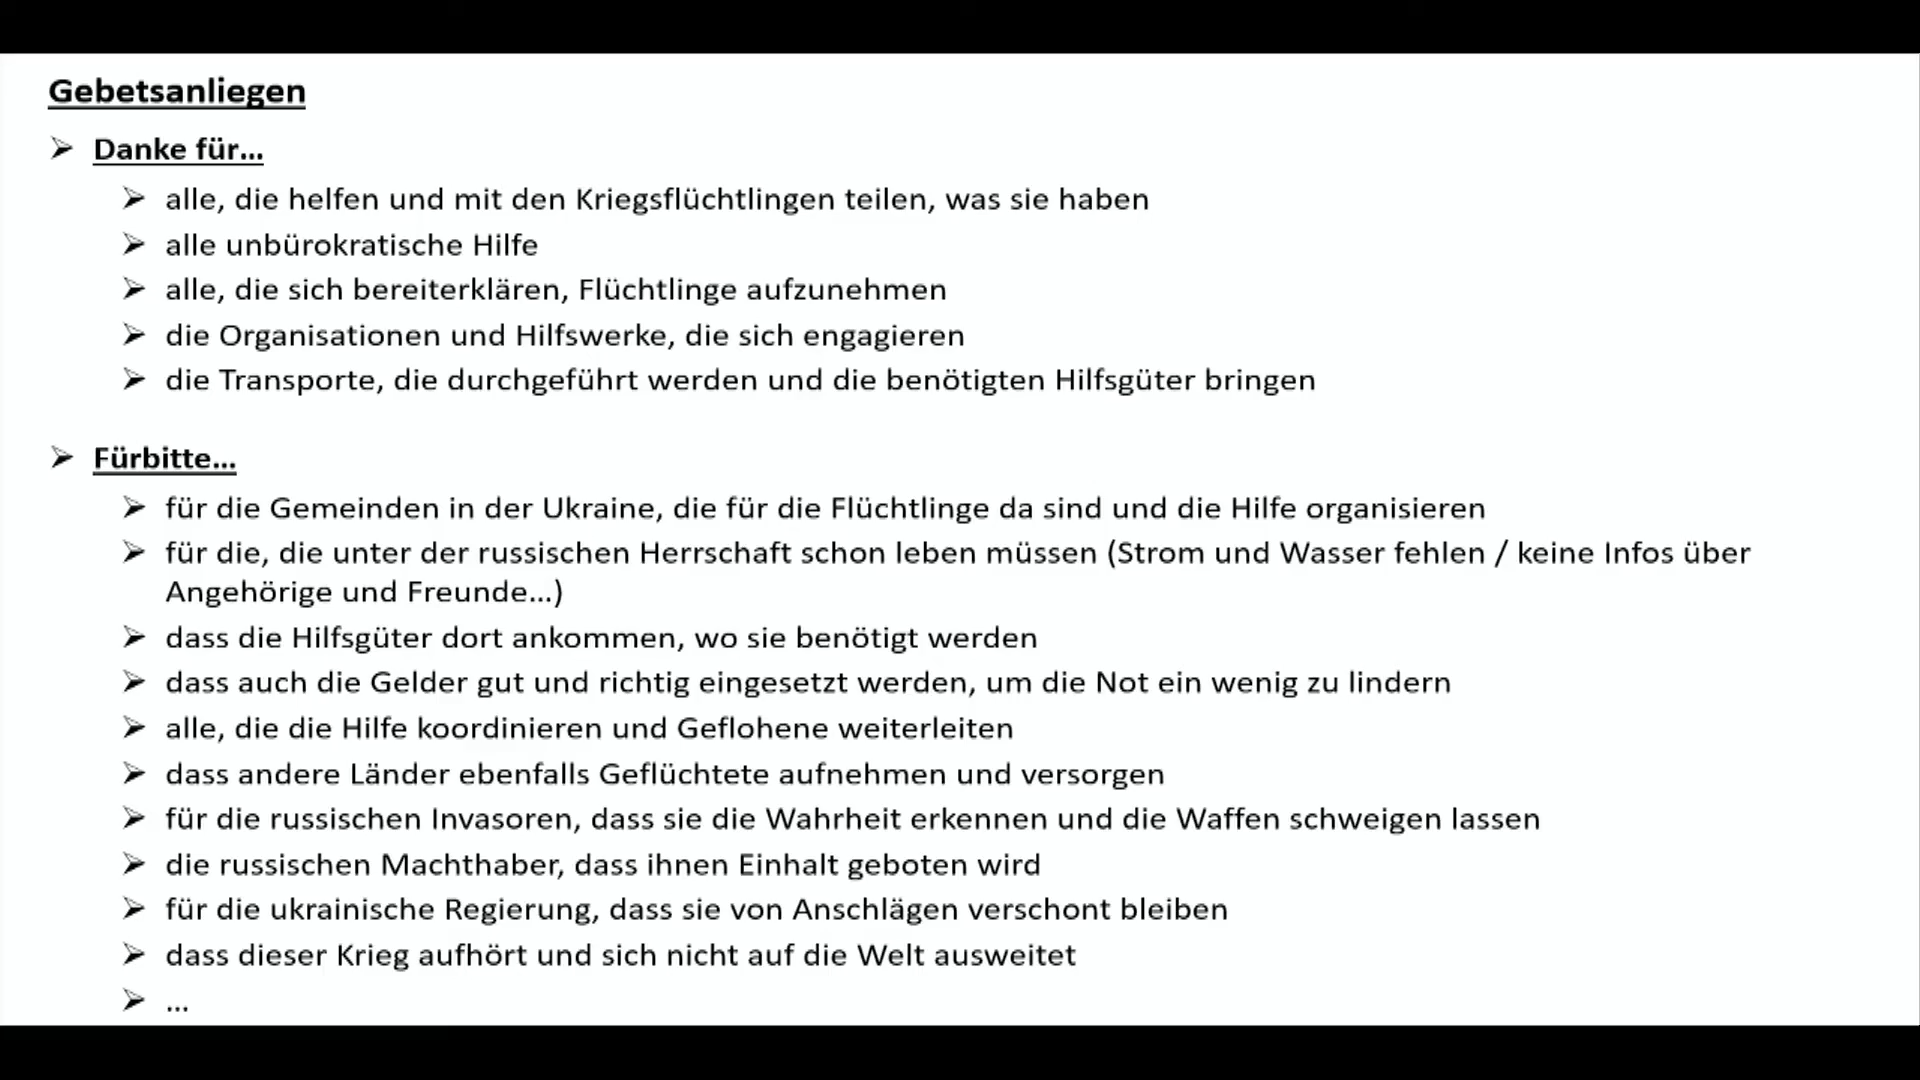 Gebetsanliegen
➢ Danke für...
➢ alle, die helfen und mit den Kriegsflüchtlingen teilen, was sie haben
➢ alle unbürokratische Hilfe
➢ alle, die sich bereiterklären, Flüchtlinge aufzunehmen
➢ die Organisationen und Hilfswerke, die sich engagieren
➢ die Transporte, die durchgeführt werden und die benötigten Hilfsgüter bringen
➢ Fürbitte...
➢ für die Gemeinden in der Ukraine, die für die Flüchtlinge da sind und die Hilfe organisieren
➢ für die, die unter der russischen Herrschaft schon leben müssen (Strom und Wasser fehlen / keine Infos über
Angehörige und Freunde...)
➢ dass die Hilfsgüter dort ankommen, wo sie benötigt werden
➢ dass auch die Gelder gut und richtig eingesetzt werden, um die Not ein wenig zu lindern
➢ alle, die die Hilfe koordinieren und Geflohene weiterleiten
➢ dass andere Länder ebenfalls Geflüchtete aufnehmen und versorgen
➢ für die russischen Invasoren, dass sie die Wahrheit erkennen und die Waffen schweigen lassen
➢ die russischen Machthaber, dass ihnen Einhalt geboten wird
➢ für die ukrainische Regierung, dass sie von Anschlägen verschont bleiben
➢ dass dieser Krieg aufhört und sich nicht auf die Welt ausweitet
➢ ...